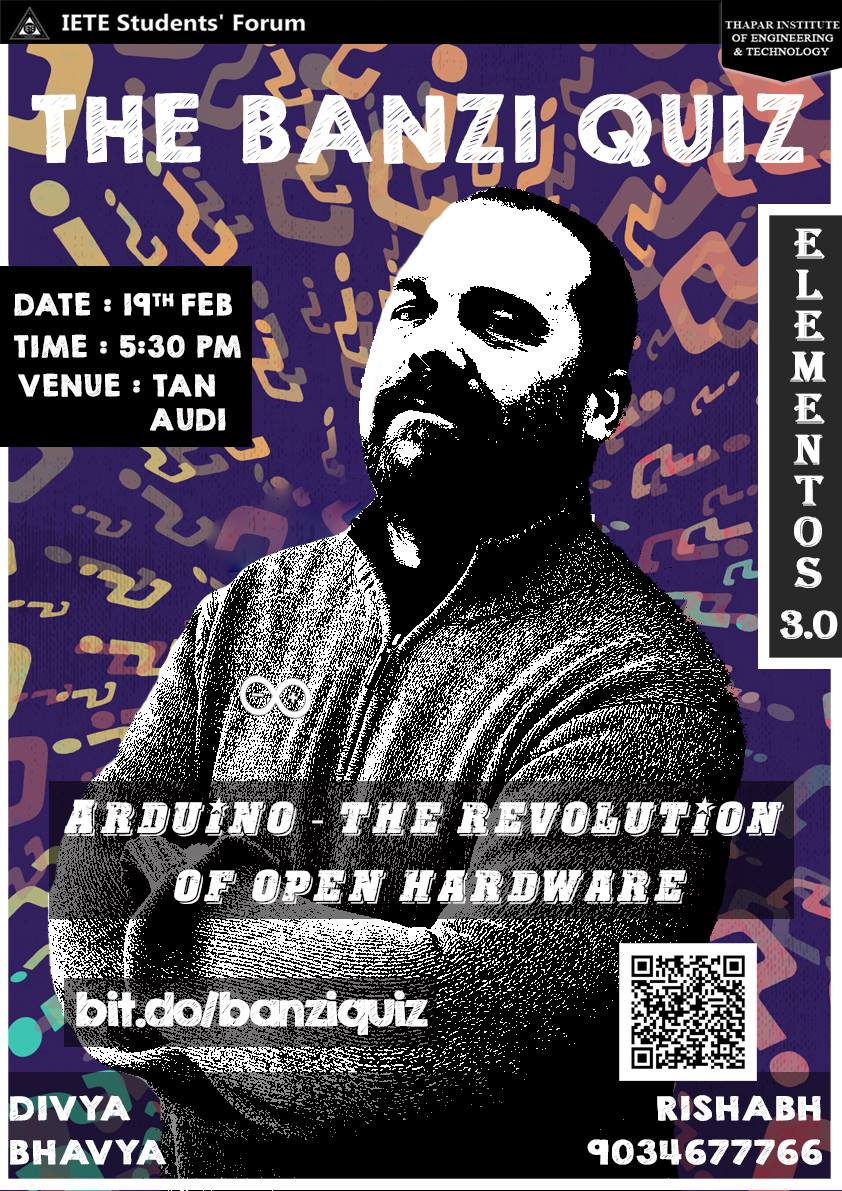 IETE Students' Forum
THAPAR INSTITUTE
OF ENGINEERING
& TECHNOLOGY
THE BANZI QUIZ
ELEMENTOS
3.0
DATE : 19TH FEB
TIME : 5:30 PM
VENUE : TAN
AUDI
ARDUINO - THE REVOLUTION
OF OPEN HARDWARE
bit.do/banziquiz
DIVYA
BHAVYA
RISHABH
9034677766